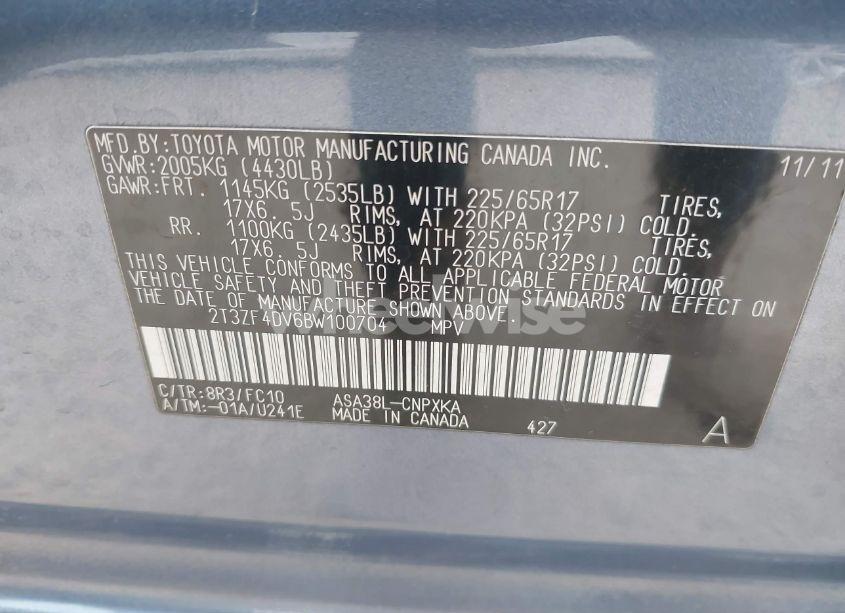 MFD.BY:TOYOTA MOTOR MANUFACTURING CANADA INC. 11/11
GVWR:2005KG (4430LB)
GAWR:FRT. 1145KG (2535LB) WITH 225/65R17 TIRES,
17X6. 5J RIMS, AT 220KPA (32PSI) COLD.
RR. 1100KG (2435LB) WITH 225/65R17 TIRES,
17X6. 5J RIMS, AT 220KPA (32PSI) COLD.
THIS VEHICLE CONFORMS TO ALL APPLICABLE FEDERAL MOTOR
VEHICLE SAFETY AND THEFT PREVENTION STANDARDS IN EFFECT ON
THE DATE OF MANUFACTURE SHOWN ABOVE.
2T3ZF4DV6BW100704 MPV
wheelwise
C/TR:8R3/FC10 ASA38L-CNPXKA
A/TM:-01A/U241E MADE IN CANADA 427 A